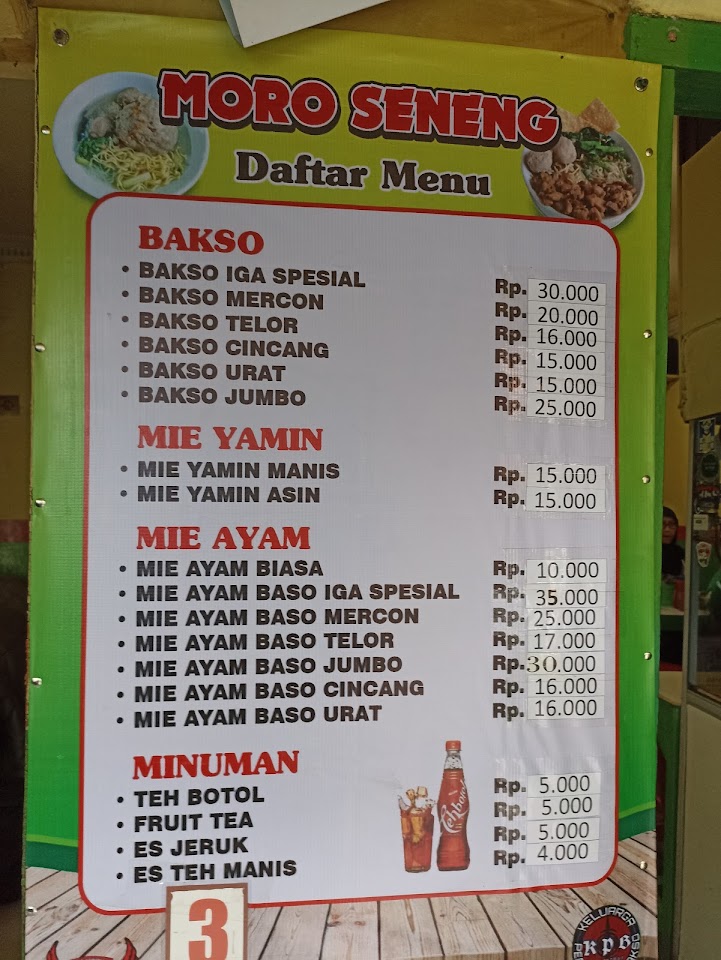 MORO SENENG
Daftar Menu
BAKSO
• BAKSO IGA SPESIAL Rp. 30.000
• BAKSO MERCON Rp. 20.000
• BAKSO TELOR Rp. 16.000
• BAKSO CINCANG Rp. 15.000
• BAKSO URAT Rp. 15.000
• BAKSO JUMBO Rp. 25.000
MIE YAMIN
• MIE YAMIN MANIS Rp. 15.000
• MIE YAMIN ASIN Rp. 15.000
MIE AYAM
• MIE AYAM BIASA Rp. 10.000
• MIE AYAM BASO IGA SPESIAL Rp. 35.000
• MIE AYAM BASO MERCON Rp. 25.000
• MIE AYAM BASO TELOR Rp. 17.000
• MIE AYAM BASO JUMBO Rp. 30.000
• MIE AYAM BASO CINCANG Rp. 16.000
• MIE AYAM BASO URAT Rp. 16.000
MINUMAN
• TEH BOTOL Rp. 5.000
• FRUIT TEA Rp. 5.000
• ES JERUK Rp. 5.000
• ES TEH MANIS Rp. 4.000
Tehbotol
3
KELUARGA
KPB